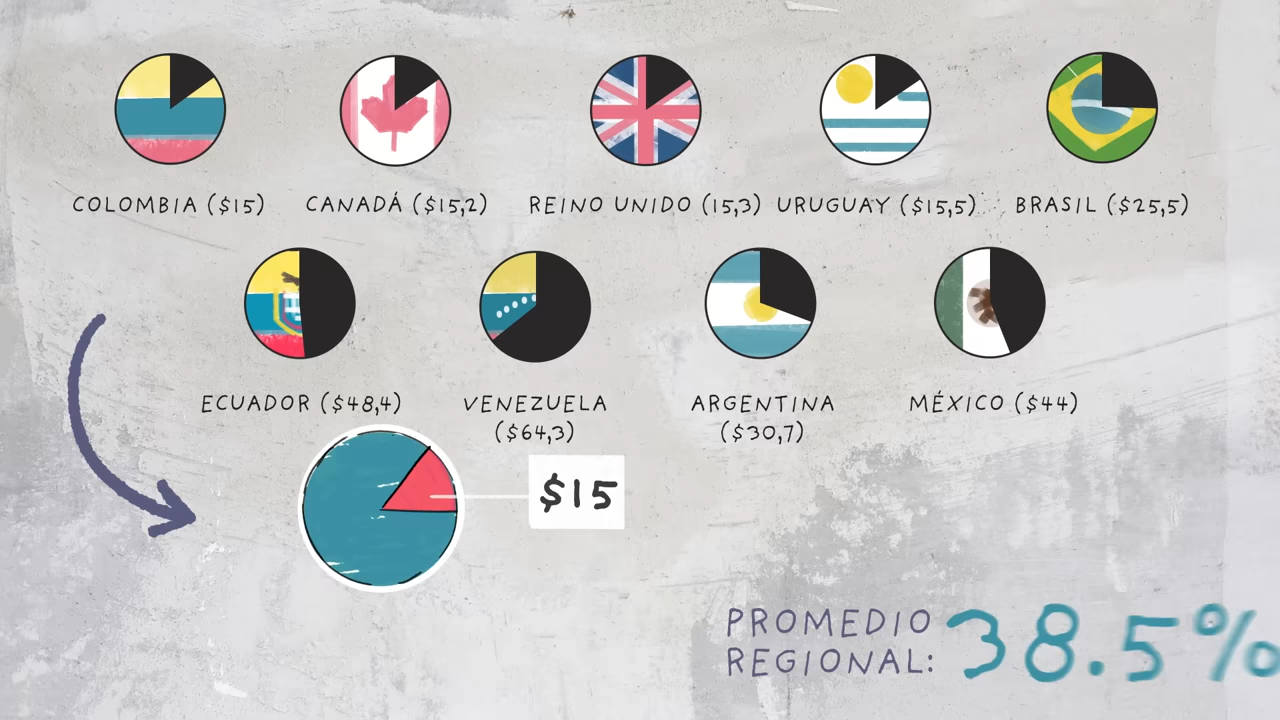 COLOMBIA ($15)
CANADÁ ($15,2)
REINO UNIDO (15,3)
URUGUAY ($15,5)
BRASIL ($25,5)
ECUADOR ($48,4)
VENEZUELA
($64,3)
ARGENTINA
($30,7)
MÉXICO ($44)
$15
PROMEDIO
REGIONAL:
38.5%